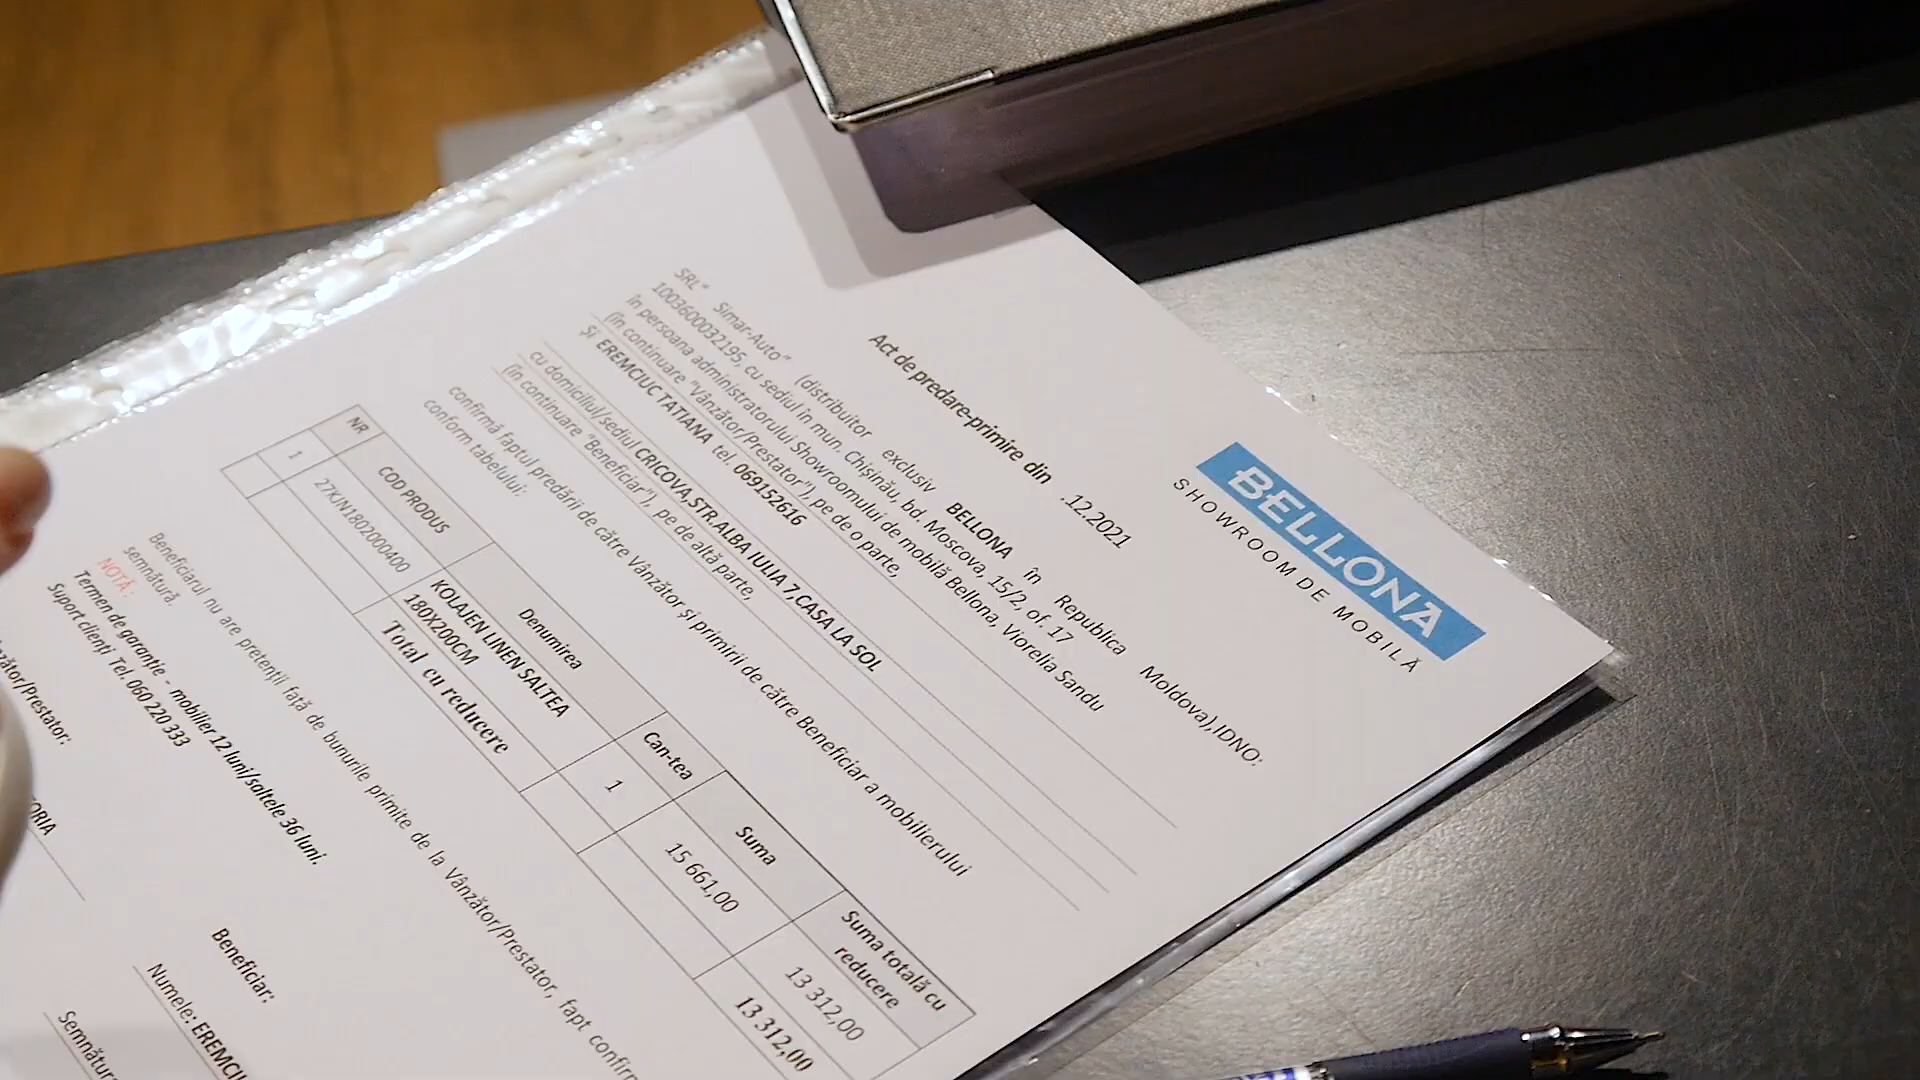 BELLONA
SHOWROOM DE MOBILĂ
Act de predare-primire din .12.2021
SRL" Simar-Auto" (distribuitor exclusiv BELLONA în Republica Moldova),IDNO:
1003600032195, cu sediul în mun. Chișinău, bd. Moscova, 15/2, of. 17
în persoana administratorului Showroomului de mobilă Bellona, Viorelia Sandu
(în continuare "Vânzător/Prestator"), pe de o parte,
Și EREMCIUC TATIANA tel. 069152616
cu domiciliul/sediul CRICOVA,STR.ALBA IULIA 7,CASA LA SOL
(în continuare "Beneficiar"), pe de altă parte,
confirmă faptul predării de către Vânzător și primirii de către Beneficiar a mobilierului
conform tabelului:
NR COD PRODUS Denumirea Can-tea Suma Suma totală cu reducere
1 27KJN1802000400 KOLAJEN LINEN SALTEA 180X200CM 1 15 661,00 13 312,00
Total cu reducere 13 312,00
Beneficiarul nu are pretenții față de bunurile primite de la Vânzător/Prestator, fapt confirm
semnătură.
NOTĂ:
Termen de garanție - mobilier 12 luni/saltele 36 luni.
Suport clienți Tel. 060 220 333
zător/Prestator:
Beneficiar:
ORIA
Numele: EREMCIU
Semnătura